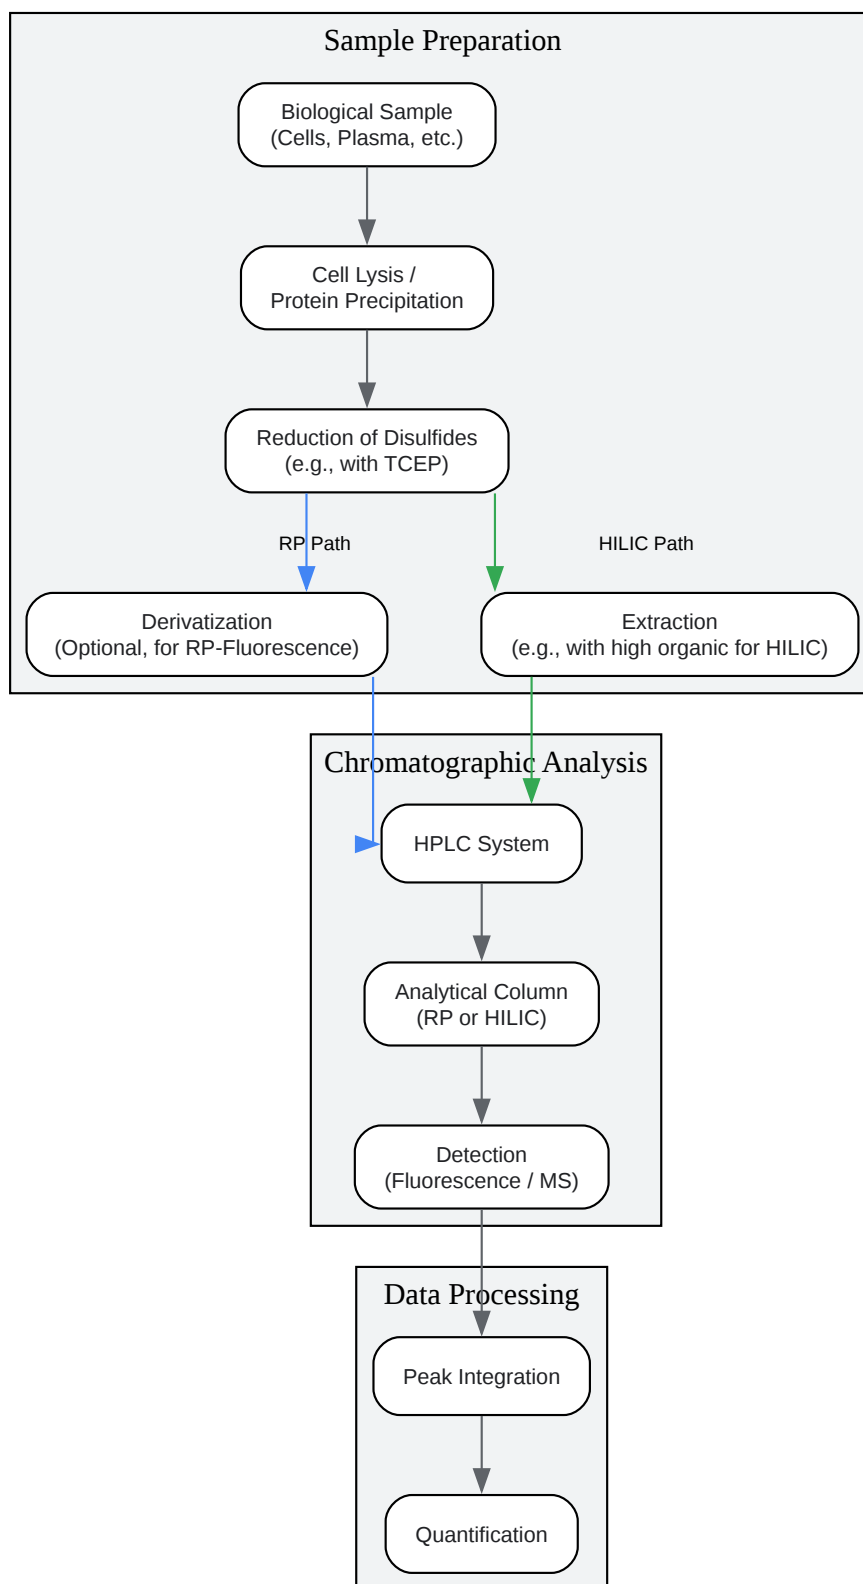 Sample Preparation
Biological Sample
(Cells, Plasma, etc.)
Cell Lysis /
Protein Precipitation
Reduction of Disulfides
(e.g., with TCEP)
RP Path
HILIC Path
Derivatization
(Optional, for RP-Fluorescence)
Extraction
(e.g., with high organic for HILIC)
Chromatographic Analysis
HPLC System
Analytical Column
(RP or HILIC)
Detection
(Fluorescence / MS)
Data Processing
Peak Integration
Quantification